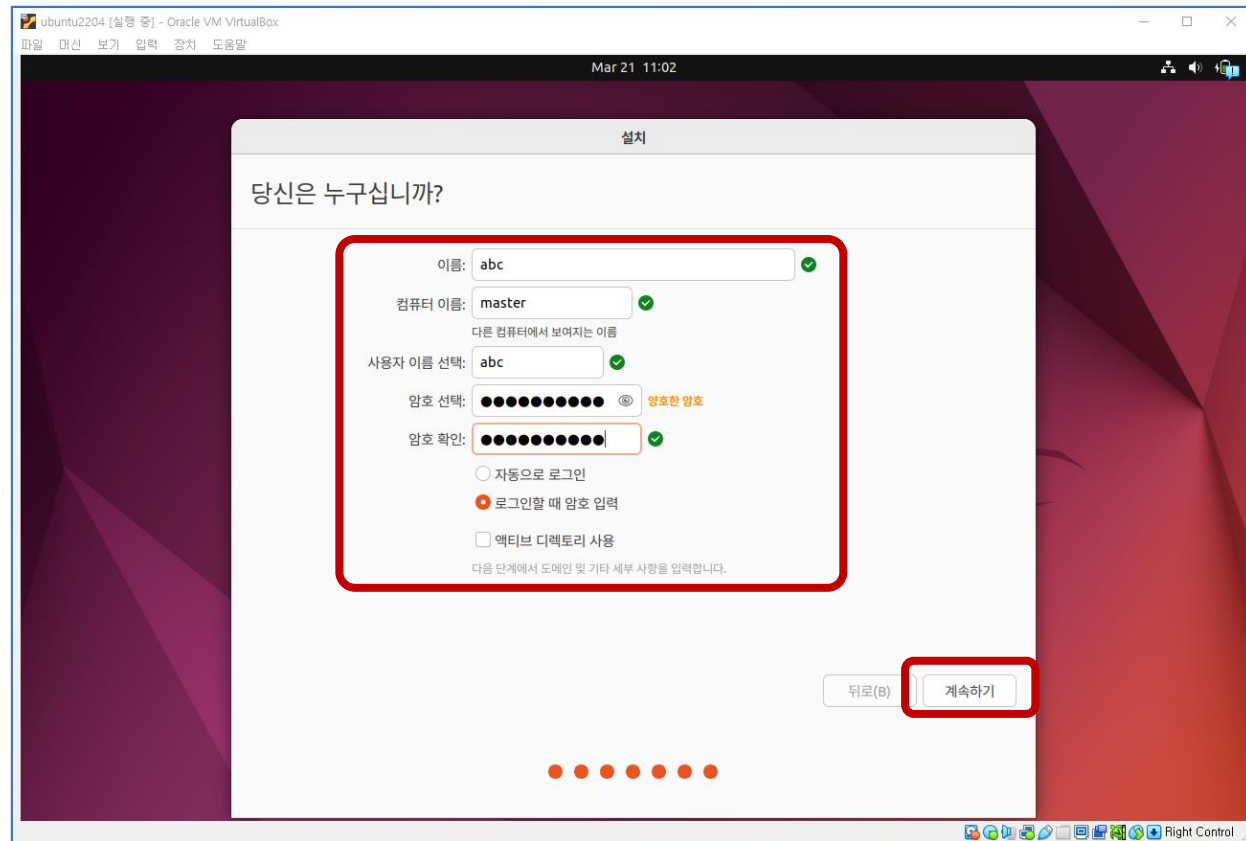 ubuntu2204 [실행 중] - Oracle VM VirtualBox
파일 머신 보기 입력 장치 도움말
Mar 21 11:02
설치
당신은 누구십니까?
이름: abc
컴퓨터 이름: master
다른 컴퓨터에서 보여지는 이름
사용자 이름 선택: abc
암호 선택: ●●●●●●●●●● 양호한 암호
암호 확인: ●●●●●●●●●●
자동으로 로그인
로그인할 때 암호 입력
액티브 디렉토리 사용
다음 단계에서 도메인 및 기타 세부 사항을 입력합니다.
뒤로(B) 계속하기
Right Control